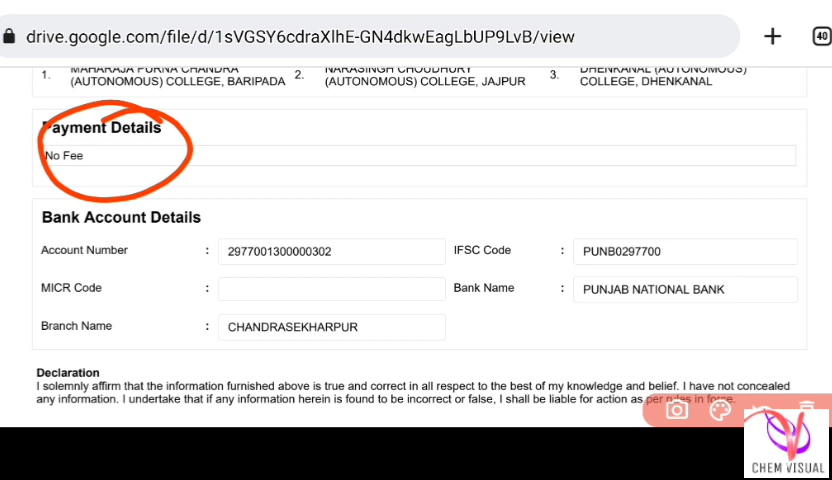 drive.google.com/file/d/1sVGSY6cdraXlhE-GN4dkwEagLbUP9LvB/view + 40
1. MAHARAJA PURNA CHANDRA 2. NARASINGH CHOUDHURY 3. DHENKANAL (AUTONOMOUS)
(AUTONOMOUS) COLLEGE, BARIPADA (AUTONOMOUS) COLLEGE, JAJPUR COLLEGE, DHENKANAL
Payment Details
No Fee
Bank Account Details
Account Number : 2977001300000302 IFSC Code : PUNB0297700
MICR Code : Bank Name : PUNJAB NATIONAL BANK
Branch Name : CHANDRASEKHARPUR
Declaration
I solemnly affirm that the information furnished above is true and correct in all respect to the best of my knowledge and belief. I have not concealed
any information. I undertake that if any information herein is found to be incorrect or false, I shall be liable for action as per rules in force.
CHEM VISUAL